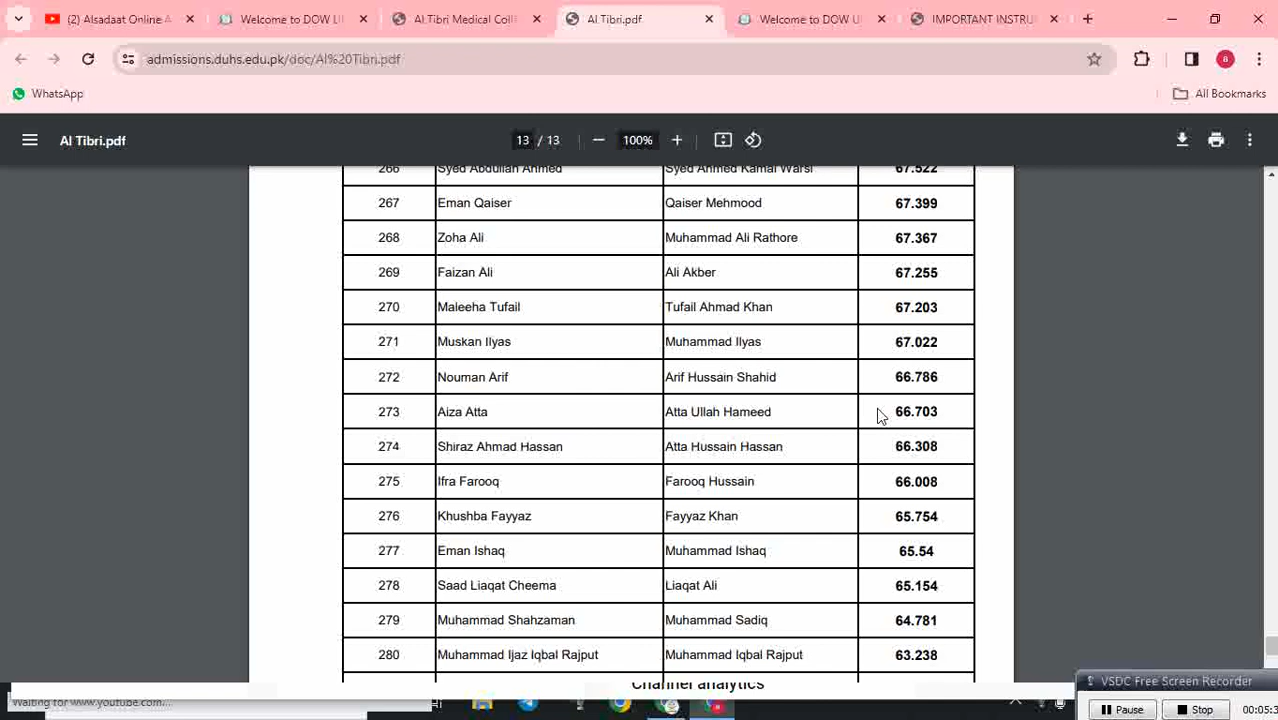 (2) Alsadaat Online A
Welcome to DOW U
Al Tibri Medical Coll
Al Tibri.pdf
Welcome to DOW U
IMPORTANT INSTRU
admissions.duhs.edu.pk/doc/Al%20Tibri.pdf
a
WhatsApp
All Bookmarks
Al Tibri.pdf
13 / 13
100%
266 Syed Abdullah Ahmed Syed Ahmed Kamal Warsi 67.522
267 Eman Qaiser Qaiser Mehmood 67.399
268 Zoha Ali Muhammad Ali Rathore 67.367
269 Faizan Ali Ali Akber 67.255
270 Maleeha Tufail Tufail Ahmad Khan 67.203
271 Muskan Ilyas Muhammad Ilyas 67.022
272 Nouman Arif Arif Hussain Shahid 66.786
273 Aiza Atta Atta Ullah Hameed 66.703
274 Shiraz Ahmad Hassan Atta Hussain Hassan 66.308
275 Ifra Farooq Farooq Hussain 66.008
276 Khushba Fayyaz Fayyaz Khan 65.754
277 Eman Ishaq Muhammad Ishaq 65.54
278 Saad Liaqat Cheema Liaqat Ali 65.154
279 Muhammad Shahzaman Muhammad Sadiq 64.781
280 Muhammad Ijaz Iqbal Rajput Muhammad Iqbal Rajput 63.238
Channel analytics
VSDC Free Screen Recorder
Waiting for www.youtube.com...
Pause Stop 00:05:3